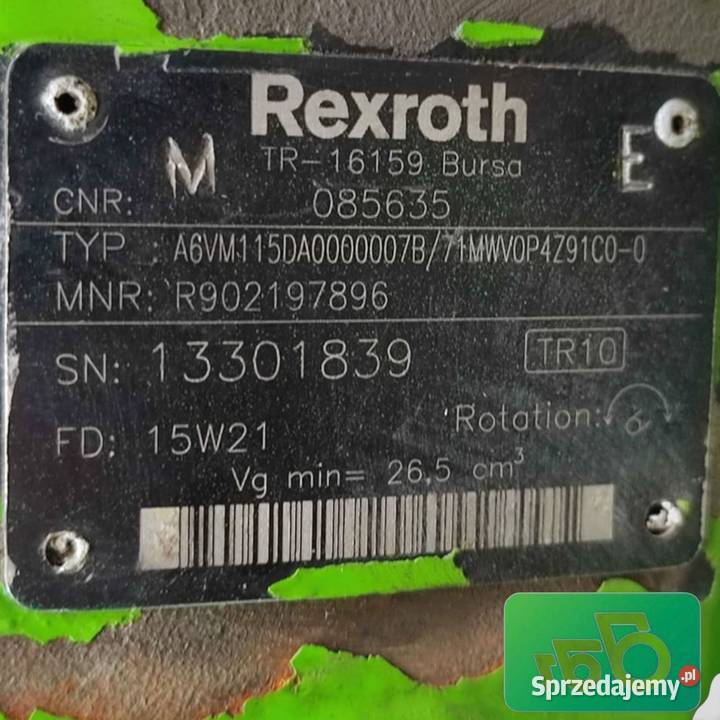 Rexroth
M TR-16159 Bursa E
CNR: 085635
TYP : A6VM115DA0000007B/71MWV0P4Z91C0-0
MNR: R902197896
SN: 13301839 TR10
FD: 15W21 Rotation:
Vg min= 26,5 cm³
Sprzedajemy.pl